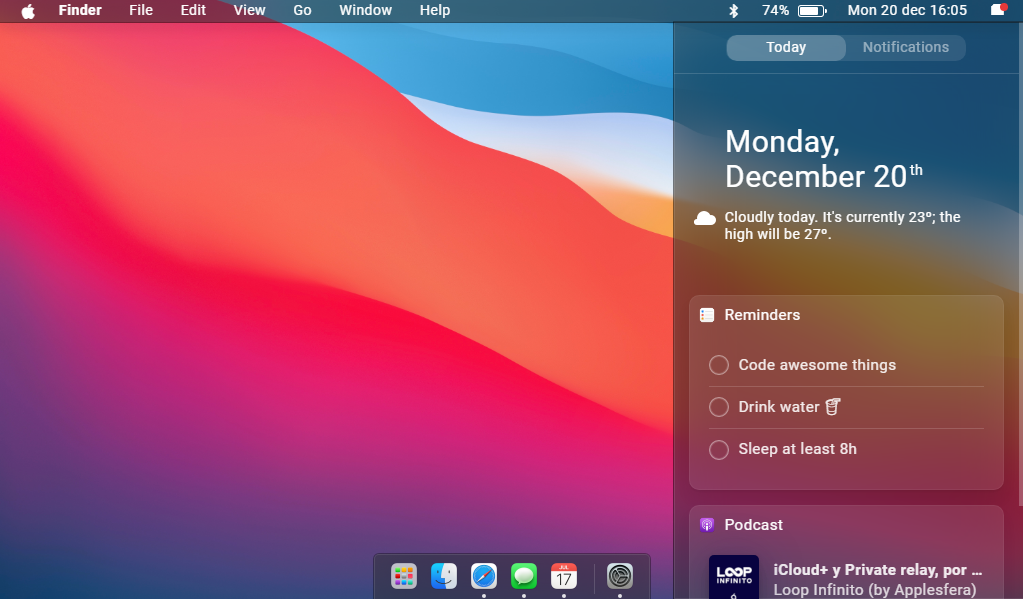 Finder File Edit View Go Window Help 74% Mon 20 dec 16:05
Today Notifications
Monday,
December 20th
Cloudly today. It's currently 23º; the
high will be 27º.
Reminders
Code awesome things
Drink water
Sleep at least 8h
Podcast
LOOP
INFINITO
iCloud+ y Private relay, por ...
Loop Infinito (by Applesfera)
JUL
17